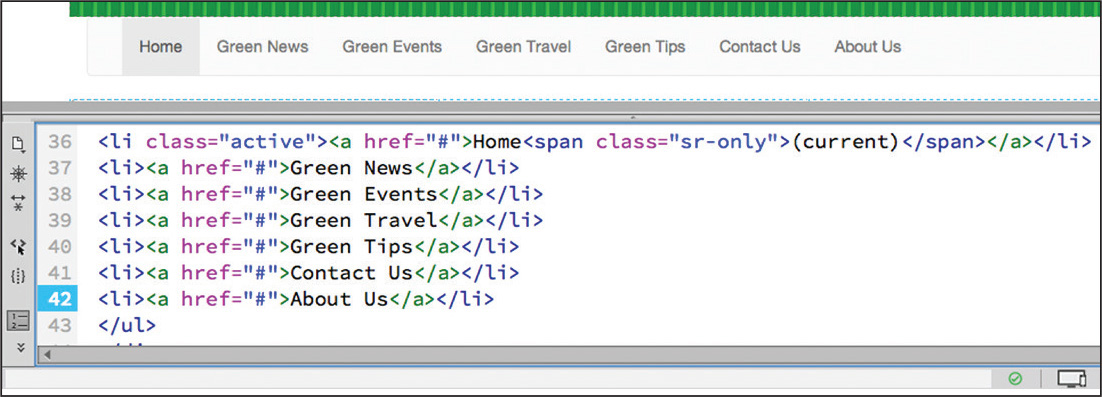 Home Green News Green Events Green Travel Green Tips Contact Us About Us
36 <li class="active"><a href="#">Home<span class="sr-only">(current)</span></a></li>
37 <li><a href="#">Green News</a></li>
38 <li><a href="#">Green Events</a></li>
39 <li><a href="#">Green Travel</a></li>
40 <li><a href="#">Green Tips</a></li>
41 <li><a href="#">Contact Us</a></li>
42 <li><a href="#">About Us</a></li>
43 </ul>